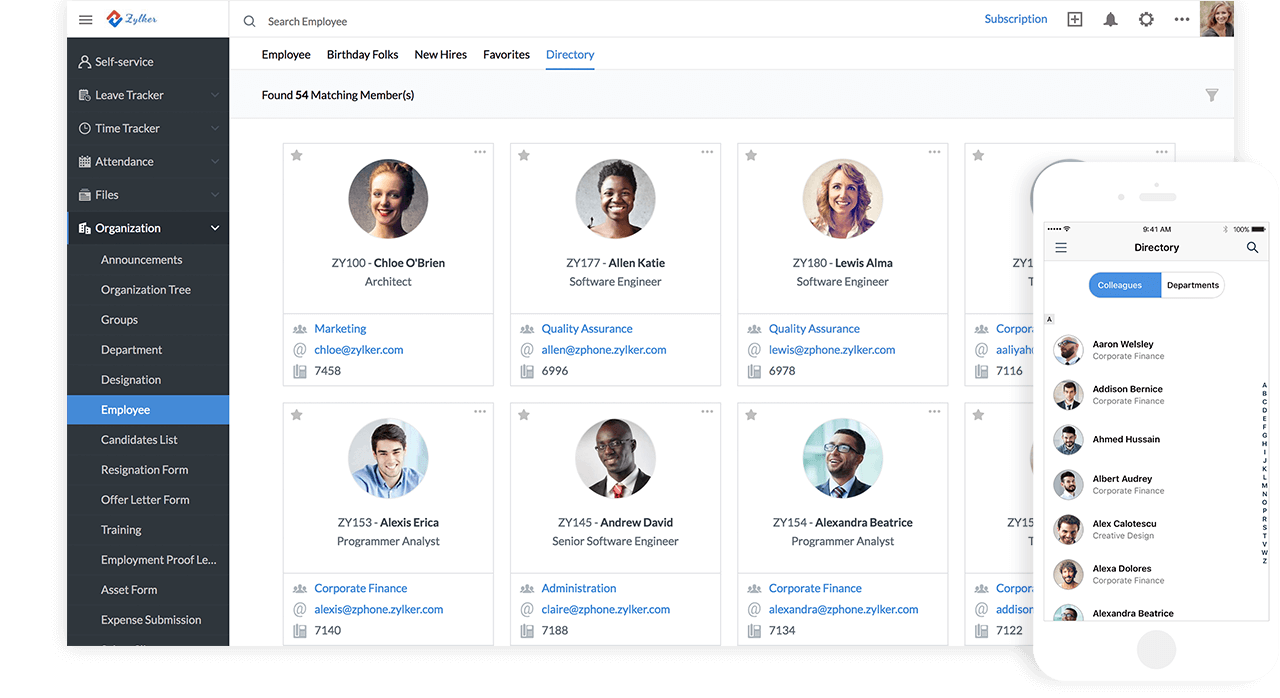 Zylker
Search Employee
Subscription
Self-service
Leave Tracker
Time Tracker
Attendance
Files
Organization
Announcements
Organization Tree
Groups
Department
Designation
Employee
Candidates List
Resignation Form
Offer Letter Form
Training
Employment Proof Le...
Asset Form
Expense Submission
Employee Birthday Folks New Hires Favorites Directory
Found 54 Matching Member(s)
ZY100 - Chloe O'Brien
Architect
Marketing
chloe@zylker.com
7458
ZY177 - Allen Katie
Software Engineer
Quality Assurance
allen@zphone.zylker.com
6996
ZY180 - Lewis Alma
Software Engineer
Quality Assurance
lewis@zphone.zylker.com
6978
ZY1
T
Corpor
aaliyah
7116
ZY153 - Alexis Erica
Programmer Analyst
Corporate Finance
alexis@zphone.zylker.com
7140
ZY145 - Andrew David
Senior Software Engineer
Administration
claire@zphone.zylker.com
7188
ZY154 - Alexandra Beatrice
Programmer Analyst
Corporate Finance
alexandra@zphone.zylker.com
7134
ZY15
T
Corpor
addison
7122
9:41 AM
100%
Directory
Colleagues Departments
A
Aaron Welsley
Corporate Finance
Addison Bernice
Corporate Finance
Ahmed Hussain
Albert Audrey
Corporate Finance
Alex Calotescu
Creative Design
Alexa Dolores
Corporate Finance
Alexandra Beatrice
A
B
C
D
E
F
G
H
I
J
K
L
M
N
O
P
R
S
T
V
W
Z